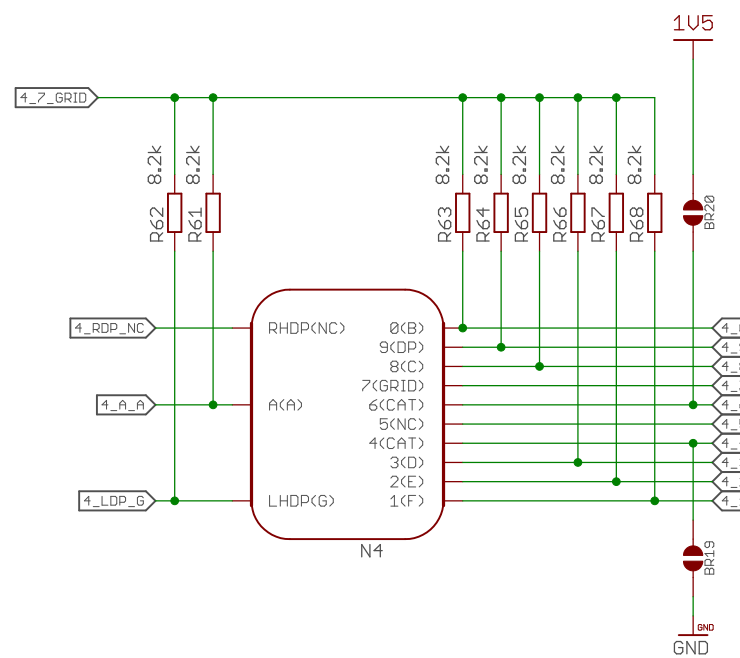 1V5
4_7_GRID
8.2k
8.2k
8.2k
8.2k
8.2k
8.2k
8.2k
8.2k
R62
R61
R63
R64
R65
R66
R67
R68
BR20
4_RDP_NC
RHDP(NC)
0(B)
9(DP)
8(C)
7(GRID)
4_A_A
A(A)
6(CAT)
5(NC)
4(CAT)
3(D)
2(E)
4_LDP_G
LHDP(G)
1(F)
N4
BR19
GND
GND